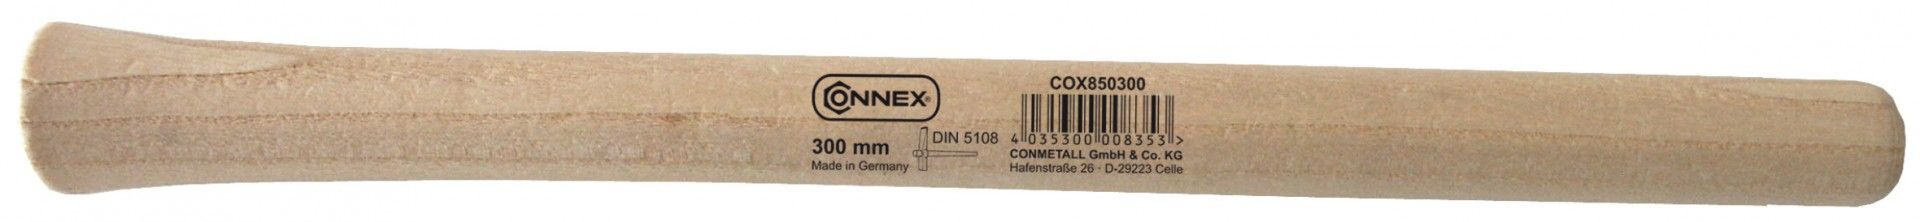 CONNEX®
300 mm
DIN 5108
Made in Germany
COX850300
4 035300 008353 >
CONMETALL GmbH & Co. KG
Hafenstraße 26 · D-29223 Celle